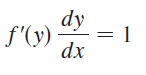 f'(y) dy/dx = 1